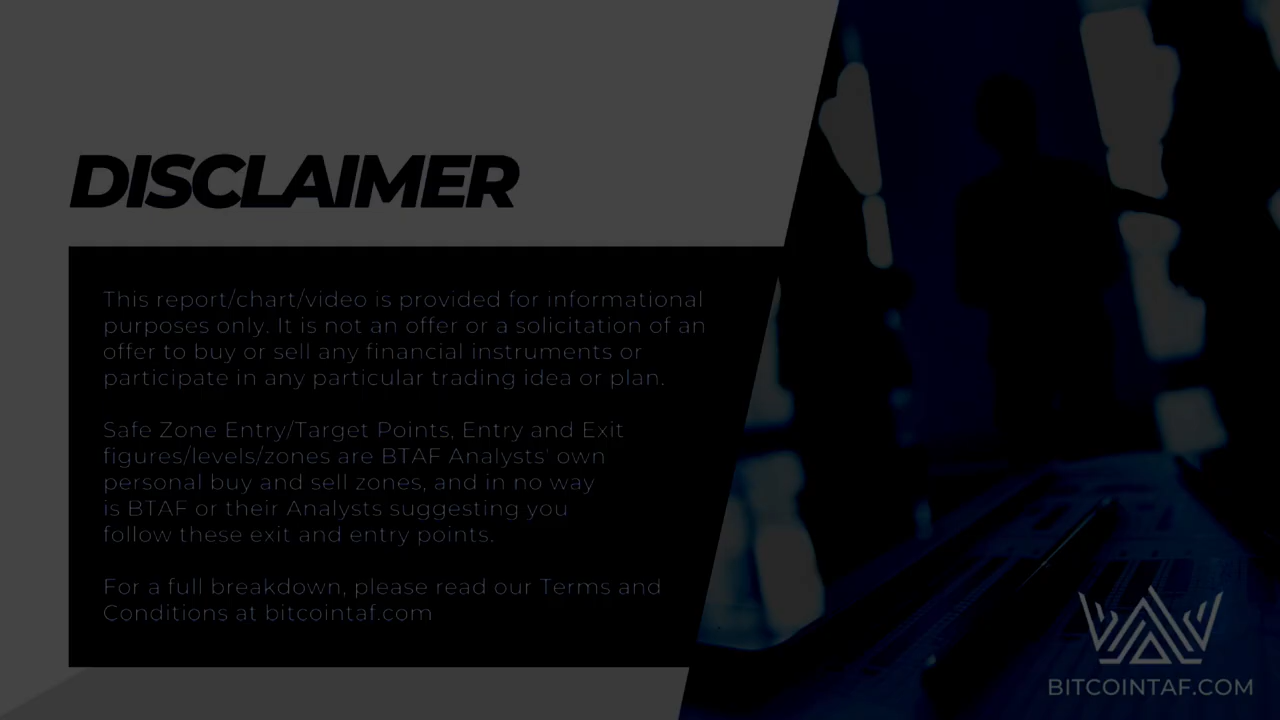 DISCLAIMER
This report/chart/video is provided for informational
purposes only. It is not an offer or a solicitation of an
offer to buy or sell any financial instruments or
participate in any particular trading idea or plan.
Safe Zone Entry/Target Points, Entry and Exit
figures/levels/zones are BTAF Analysts' own
personal buy and sell zones, and in no way
is BTAF or their Analysts suggesting you
follow these exit and entry points.
For a full breakdown, please read our Terms and
Conditions at bitcointaf.com
BITCOINTAF.COM